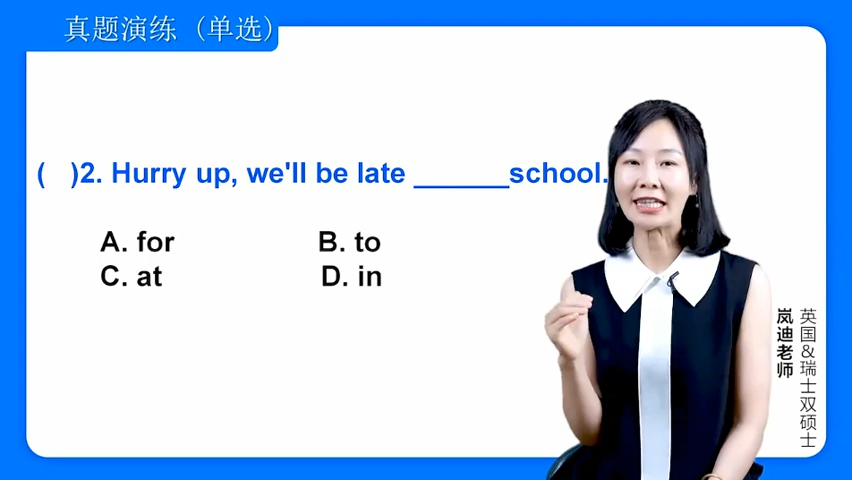 真题演练（单选）
(   )2. Hurry up, we'll be late ______school.
A. for B. to
C. at D. in
英国&瑞士双硕士
岚迪老师